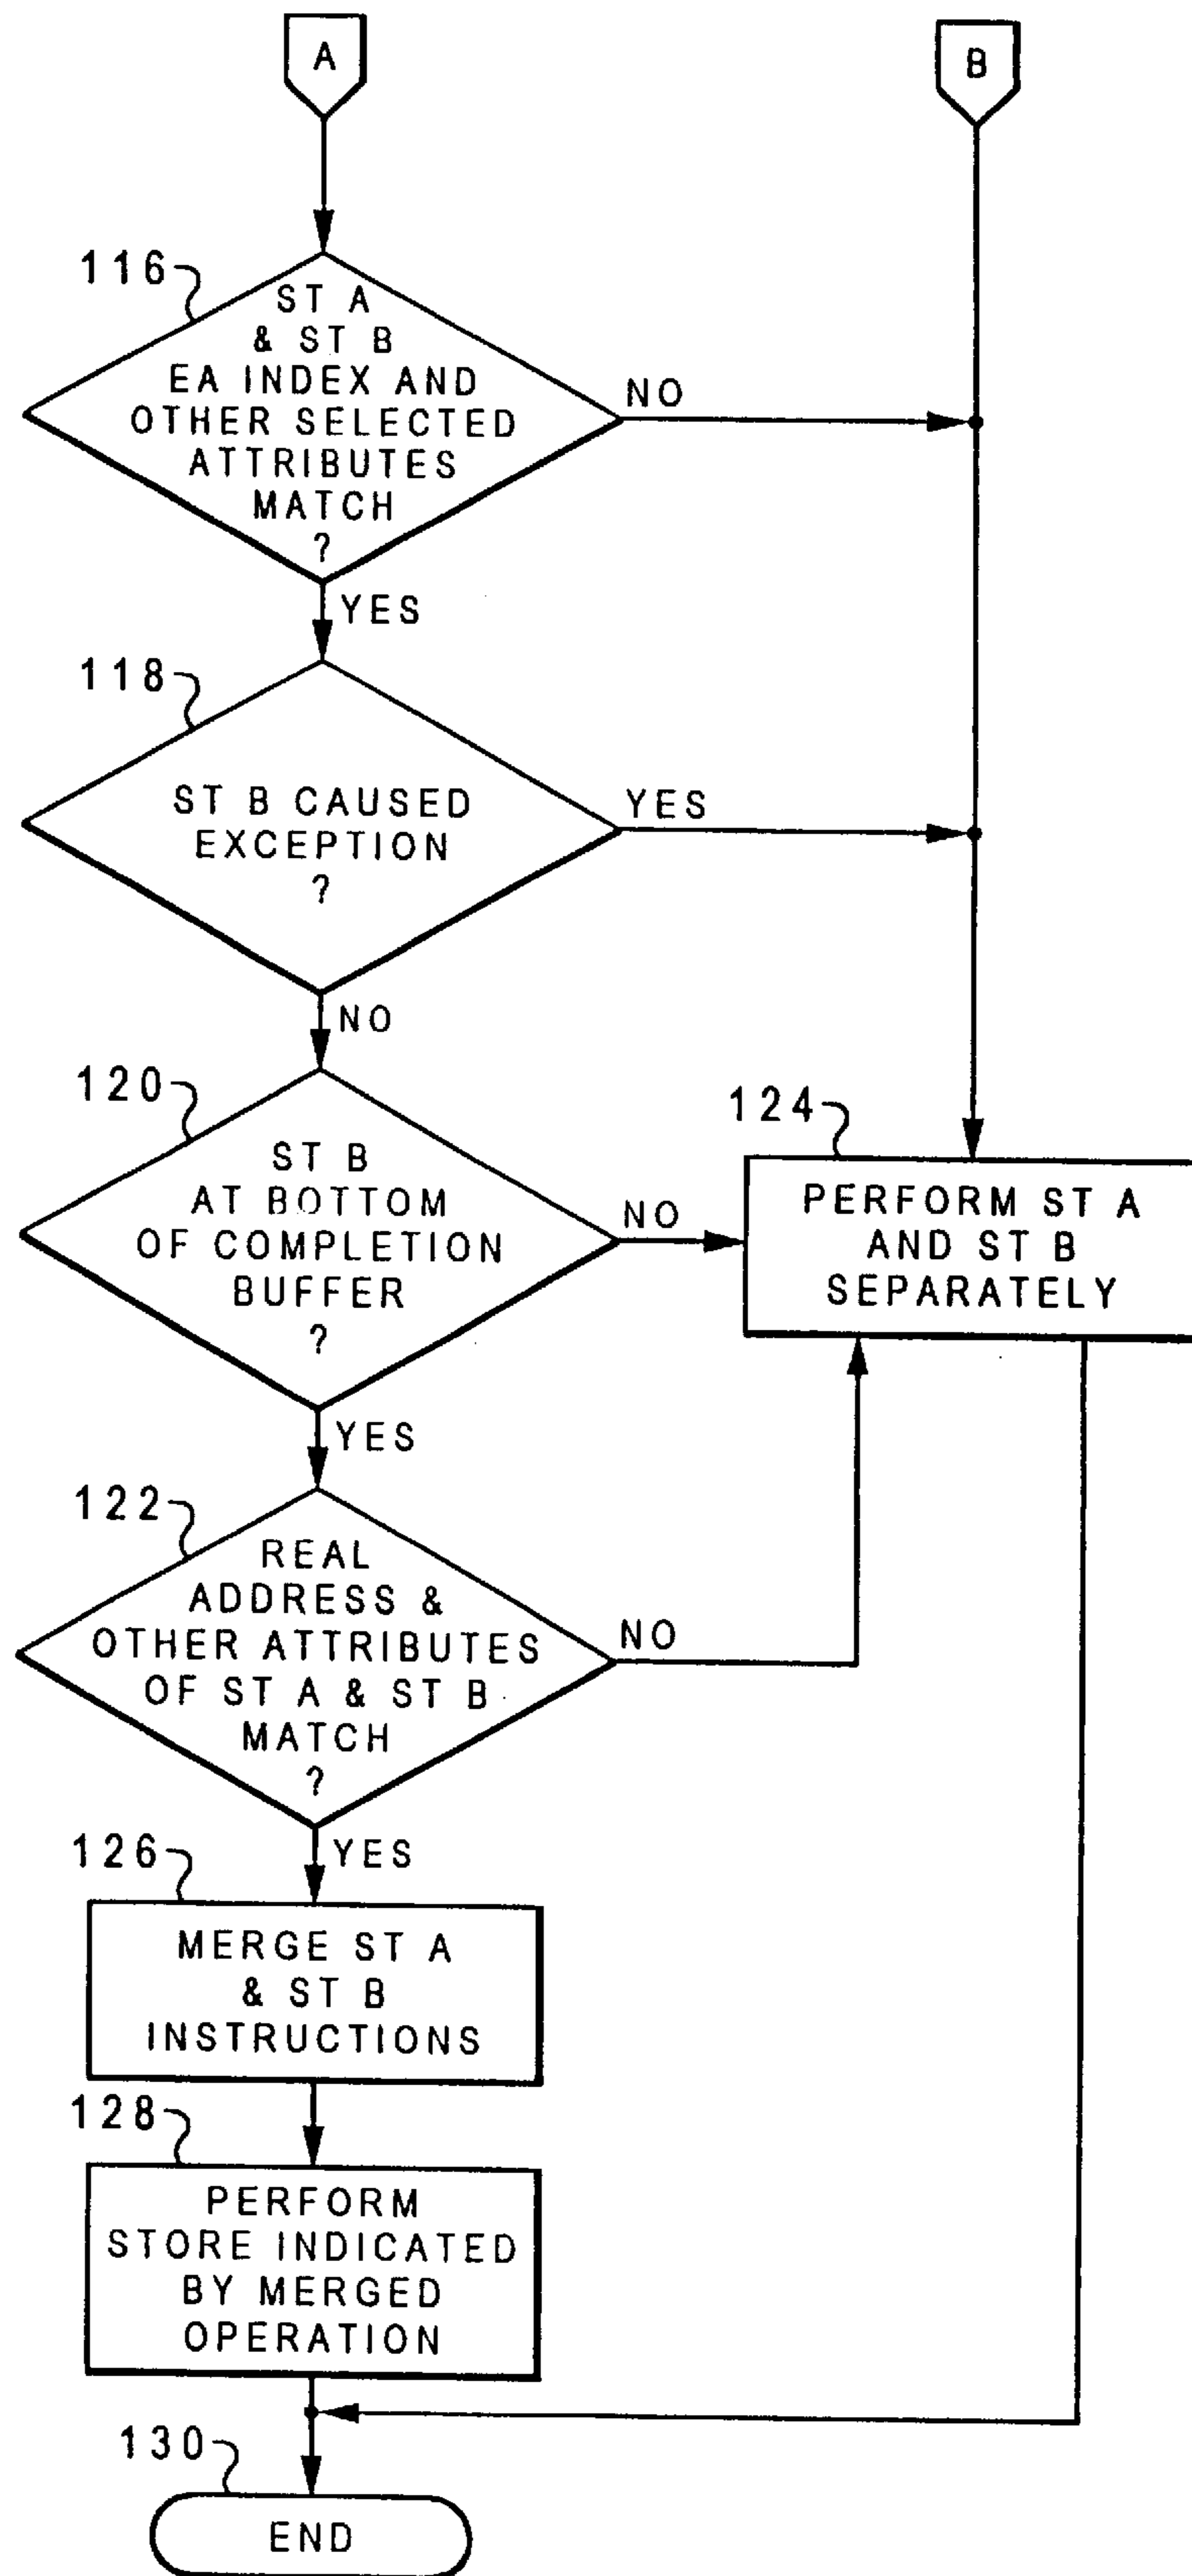 A
B
116
ST A
& ST B
EA INDEX AND
OTHER SELECTED
ATTRIBUTES
MATCH
?
NO
YES
118
ST B CAUSED
EXCEPTION
?
YES
NO
120
ST B
AT BOTTOM
OF COMPLETION
BUFFER
?
NO
YES
124
PERFORM ST A
AND ST B
SEPARATELY
122
REAL
ADDRESS &
OTHER ATTRIBUTES
OF ST A & ST B
MATCH
?
NO
YES
126
MERGE ST A
& ST B
INSTRUCTIONS
128
PERFORM
STORE INDICATED
BY MERGED
OPERATION
130
END